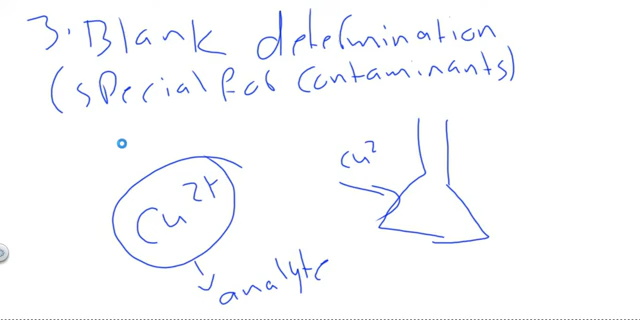 3. Blank determination
(special for contaminants)
Cu²
Cu²⁺
analyte